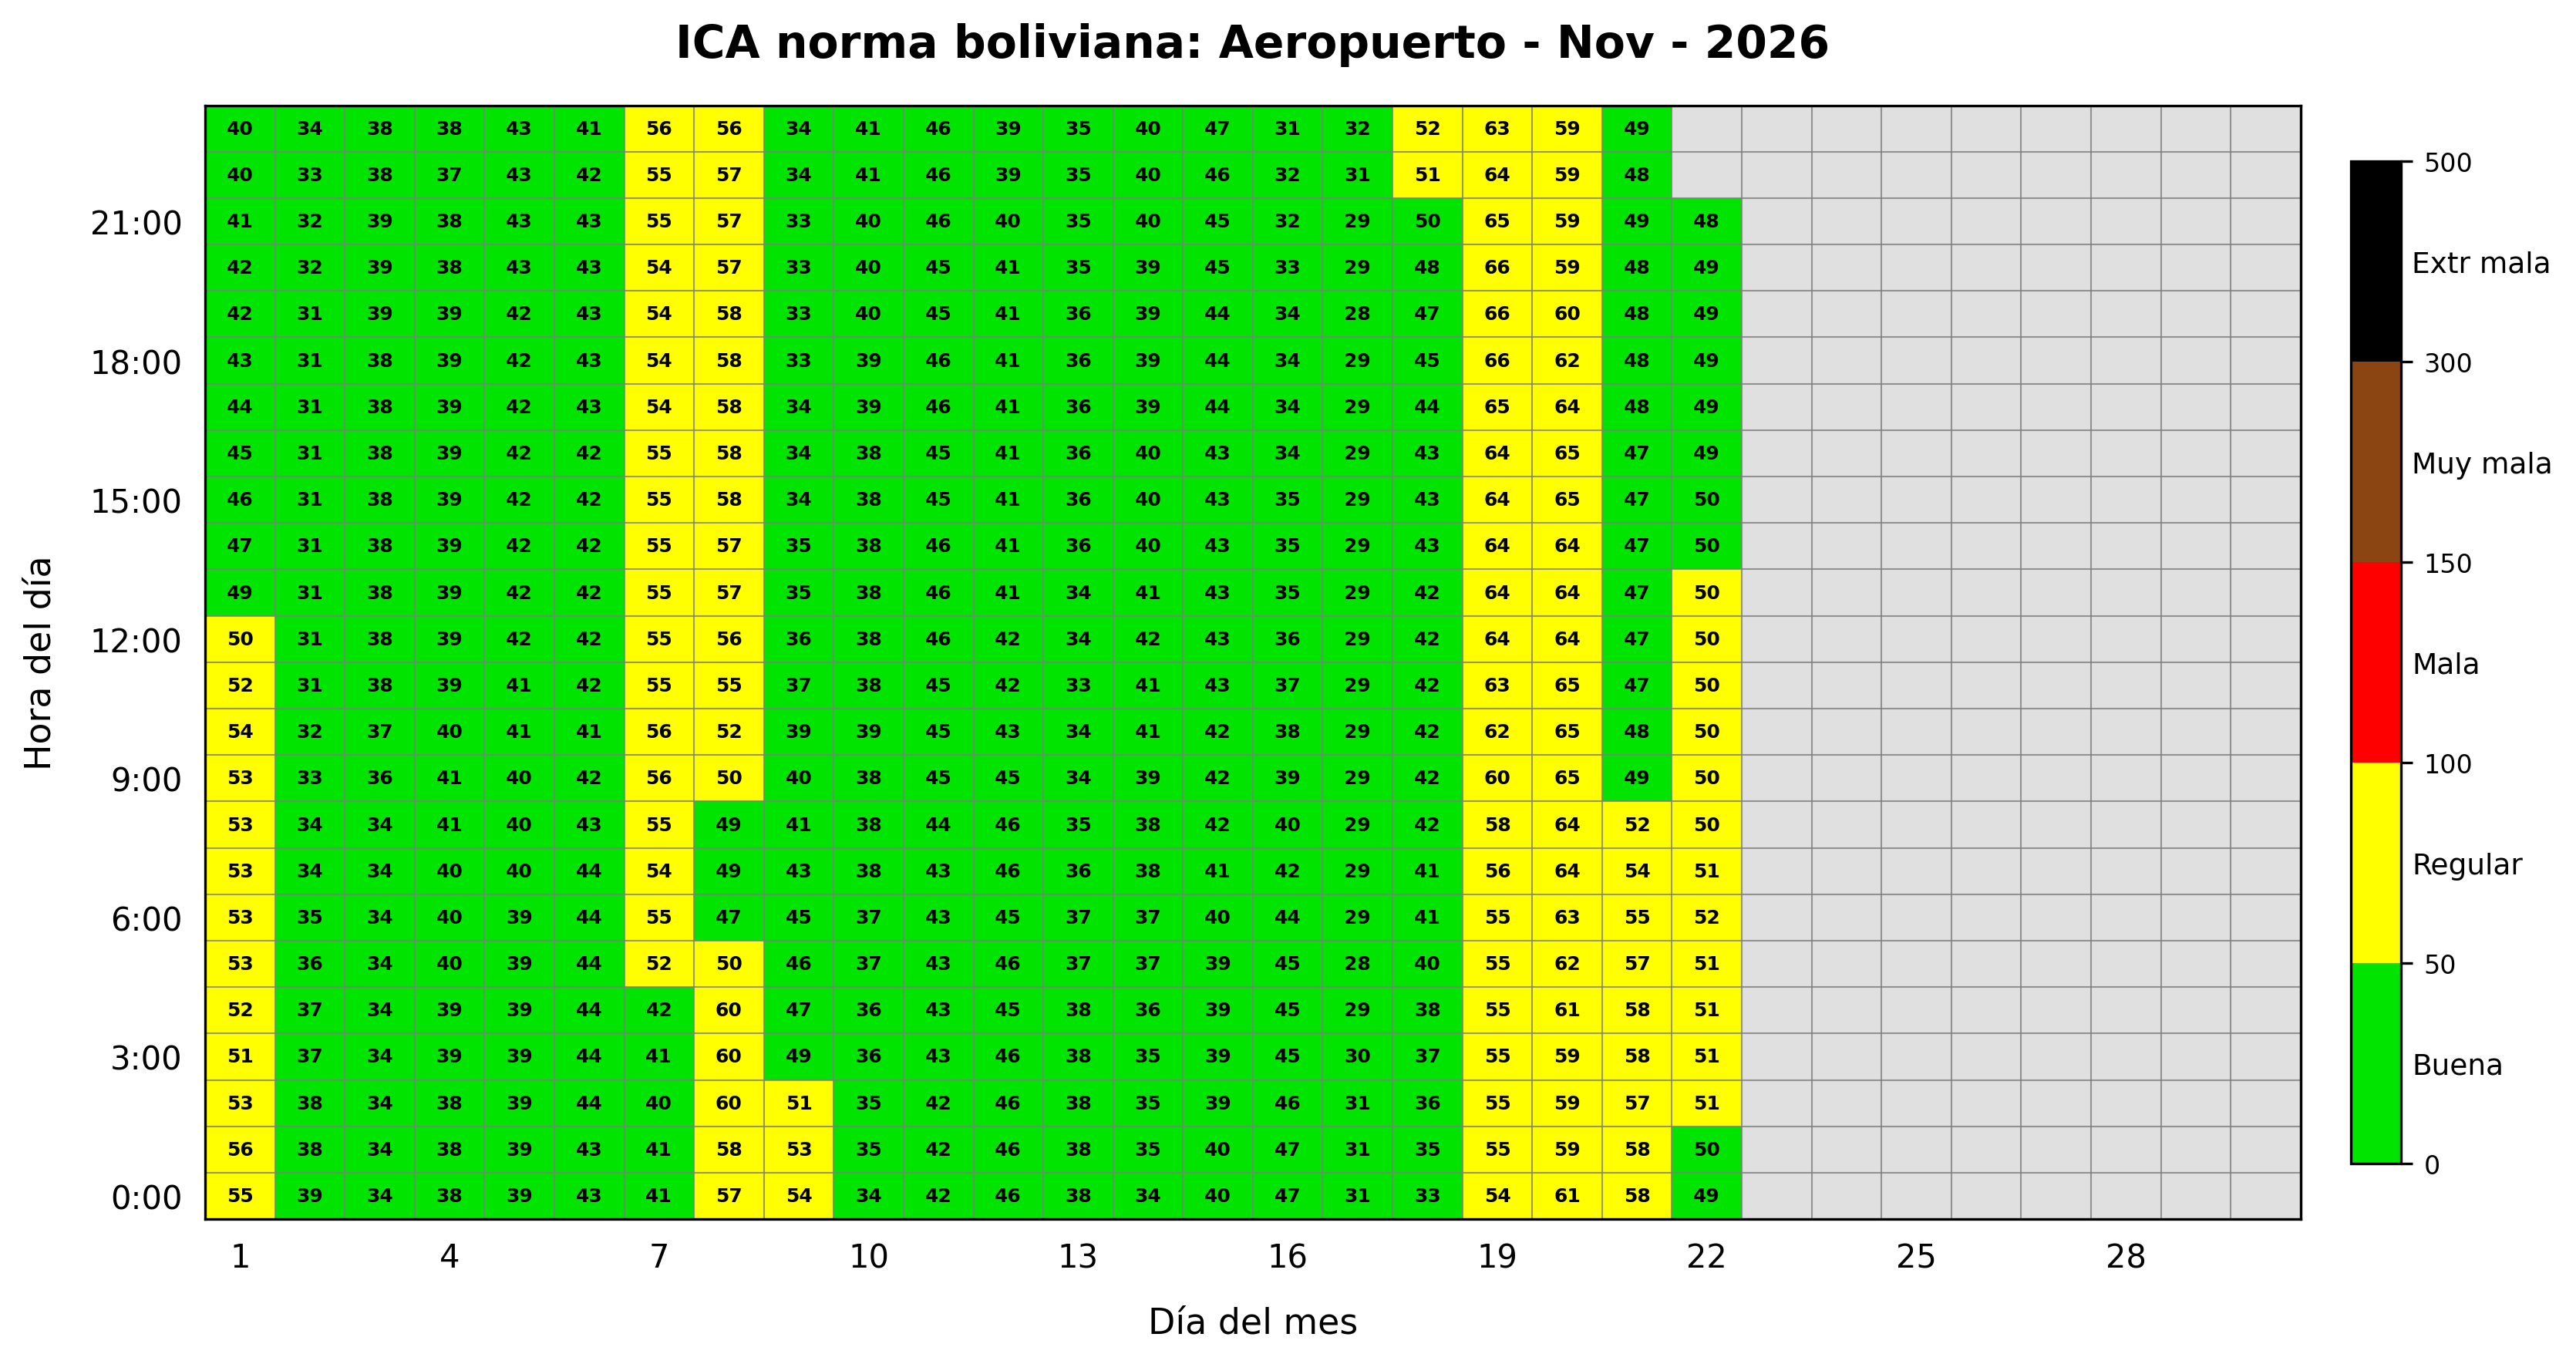 ICA norma boliviana: Aeropuerto - Nov - 2026
40 34 38 38 43 41 56 56 34 41 46 39 35 40 47 31 32 52 63 59 49
40 33 38 37 43 42 55 57 34 41 46 39 35 40 46 32 31 51 64 59 48
21:00 41 32 39 38 43 43 55 57 33 40 46 40 35 40 45 32 29 50 65 59 49 48
42 32 39 38 43 43 54 57 33 40 45 41 35 39 45 33 29 48 66 59 48 49
42 31 39 39 42 43 54 58 33 40 45 41 36 39 44 34 28 47 66 60 48 49
18:00 43 31 38 39 42 43 54 58 33 39 46 41 36 39 44 34 29 45 66 62 48 49
44 31 38 39 42 43 54 58 34 39 46 41 36 39 44 34 29 44 65 64 48 49
45 31 38 39 42 42 55 58 34 38 45 41 36 40 43 34 29 43 64 65 47 49
15:00 46 31 38 39 42 42 55 58 34 38 45 41 36 40 43 35 29 43 64 65 47 50
47 31 38 39 42 42 55 57 35 38 46 41 36 40 43 35 29 43 64 64 47 50
49 31 38 39 42 42 55 57 35 38 46 41 34 41 43 35 29 42 64 64 47 50
12:00 50 31 38 39 42 42 55 56 36 38 46 42 34 42 43 36 29 42 64 64 47 50
52 31 38 39 41 42 55 55 37 38 45 42 33 41 43 37 29 42 63 65 47 50
54 32 37 40 41 41 56 52 39 39 45 43 34 41 42 38 29 42 62 65 48 50
9:00 53 33 36 41 40 42 56 50 40 38 45 45 34 39 42 39 29 42 60 65 49 50
53 34 34 41 40 43 55 49 41 38 44 46 35 38 42 40 29 42 58 64 52 50
53 34 34 40 40 44 54 49 43 38 43 46 36 38 41 42 29 41 56 64 54 51
6:00 53 35 34 40 39 44 55 47 45 37 43 45 37 37 40 44 29 41 55 63 55 52
53 36 34 40 39 44 52 50 46 37 43 46 37 37 39 45 28 40 55 62 57 51
52 37 34 39 39 44 42 60 47 36 43 45 38 36 39 45 29 38 55 61 58 51
3:00 51 37 34 39 39 44 41 60 49 36 43 46 38 35 39 45 30 37 55 59 58 51
53 38 34 38 39 44 40 60 51 35 42 46 38 35 39 46 31 36 55 59 57 51
56 38 34 38 39 43 41 58 53 35 42 46 38 35 40 47 31 35 55 59 58 50
0:00 55 39 34 38 39 43 41 57 54 34 42 46 38 34 40 47 31 33 54 61 58 49
1 4 7 10 13 16 19 22 25 28
Día del mes
Hora del día
500
Extr mala
300
Muy mala
150
Mala
100
Regular
50
Buena
0